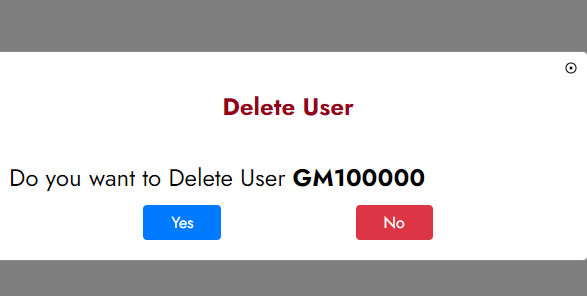 Delete User
Do you want to Delete User GM100000
Yes
No